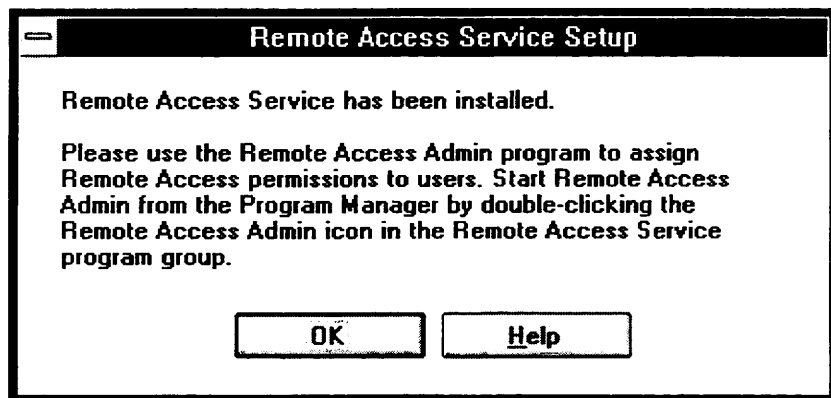 Remote Access Service Setup
Remote Access Service has been installed.
Please use the Remote Access Admin program to assign
Remote Access permissions to users. Start Remote Access
Admin from the Program Manager by double-clicking the
Remote Access Admin icon in the Remote Access Service
program group.
OK
Help